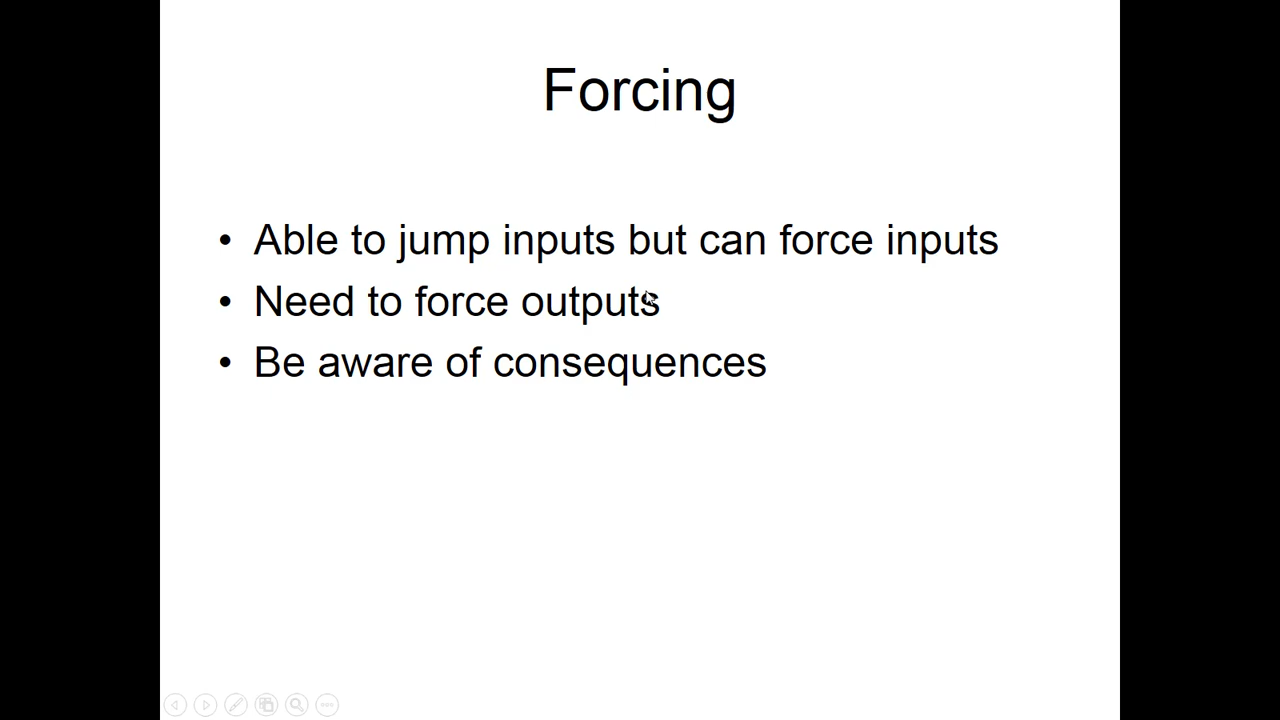 Forcing
• Able to jump inputs but can force inputs
• Need to force outputs
• Be aware of consequences